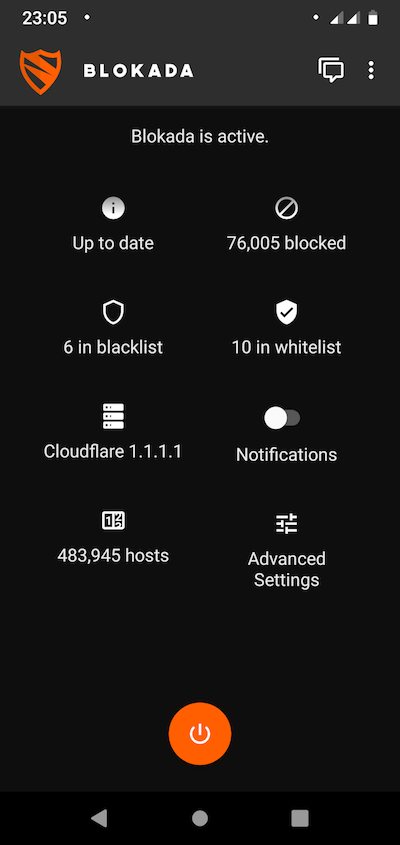 23:05
BLOKADA
Blokada is active.
Up to date
76,005 blocked
6 in blacklist
10 in whitelist
Cloudflare 1.1.1.1
Notifications
483,945 hosts
Advanced
Settings